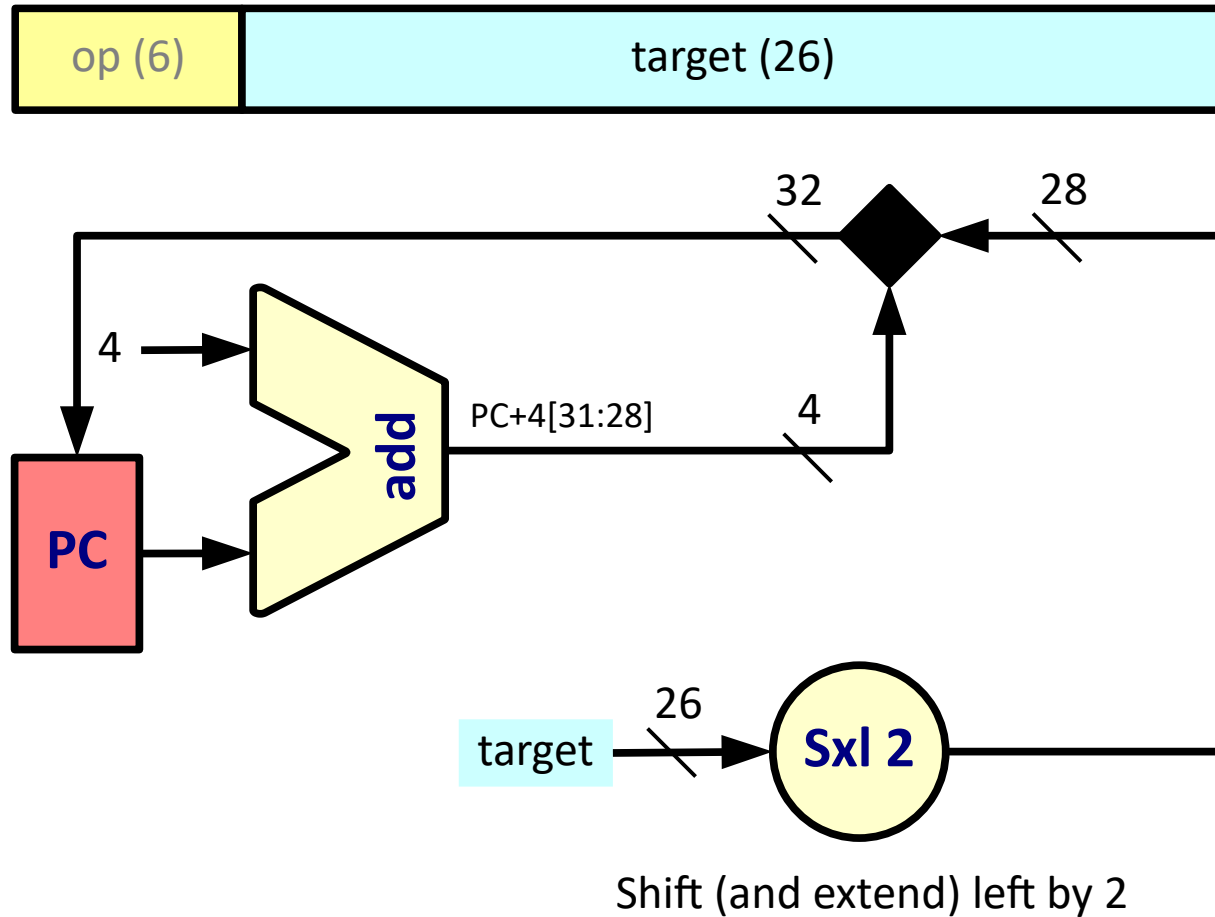 op (6)
target (26)
32
28
4
PC+4[31:28]
4
add
PC
26
target
Sxl 2
Shift (and extend) left by 2